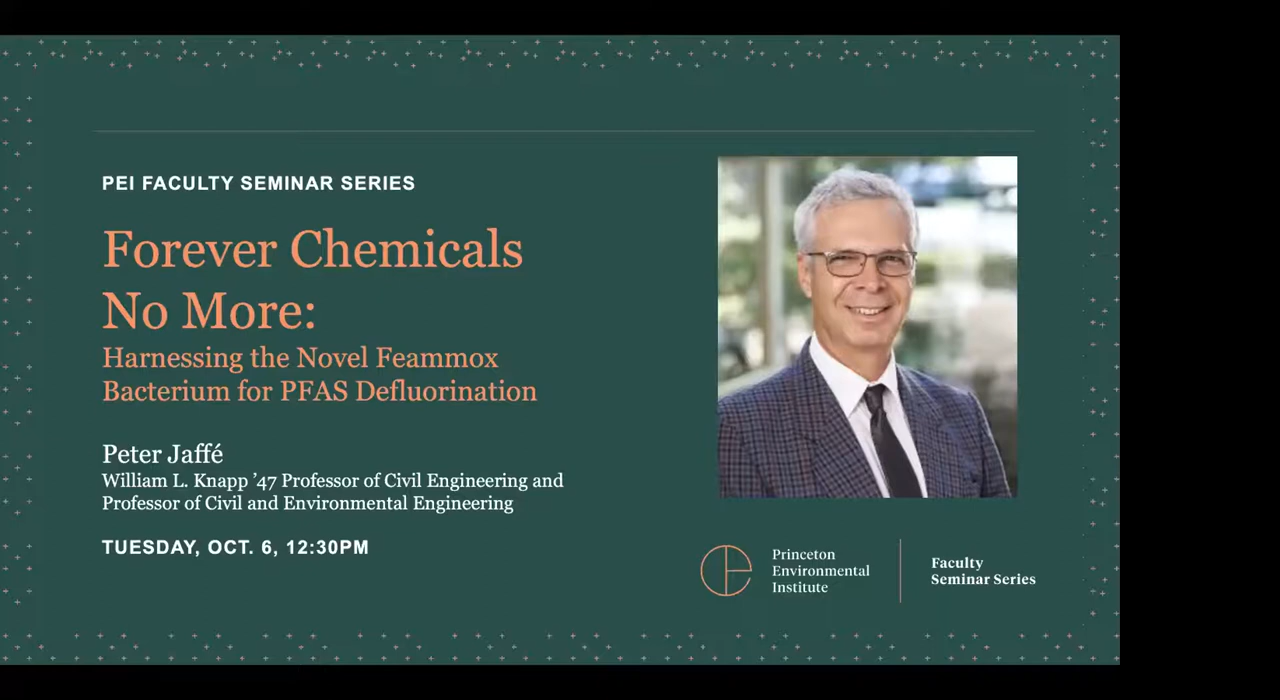 PEI FACULTY SEMINAR SERIES
Forever Chemicals
No More:
Harnessing the Novel Feammox
Bacterium for PFAS Defluorination
Peter Jaffé
William L. Knapp ’47 Professor of Civil Engineering and
Professor of Civil and Environmental Engineering
TUESDAY, OCT. 6, 12:30PM
Princeton
Environmental
Institute
Faculty
Seminar Series